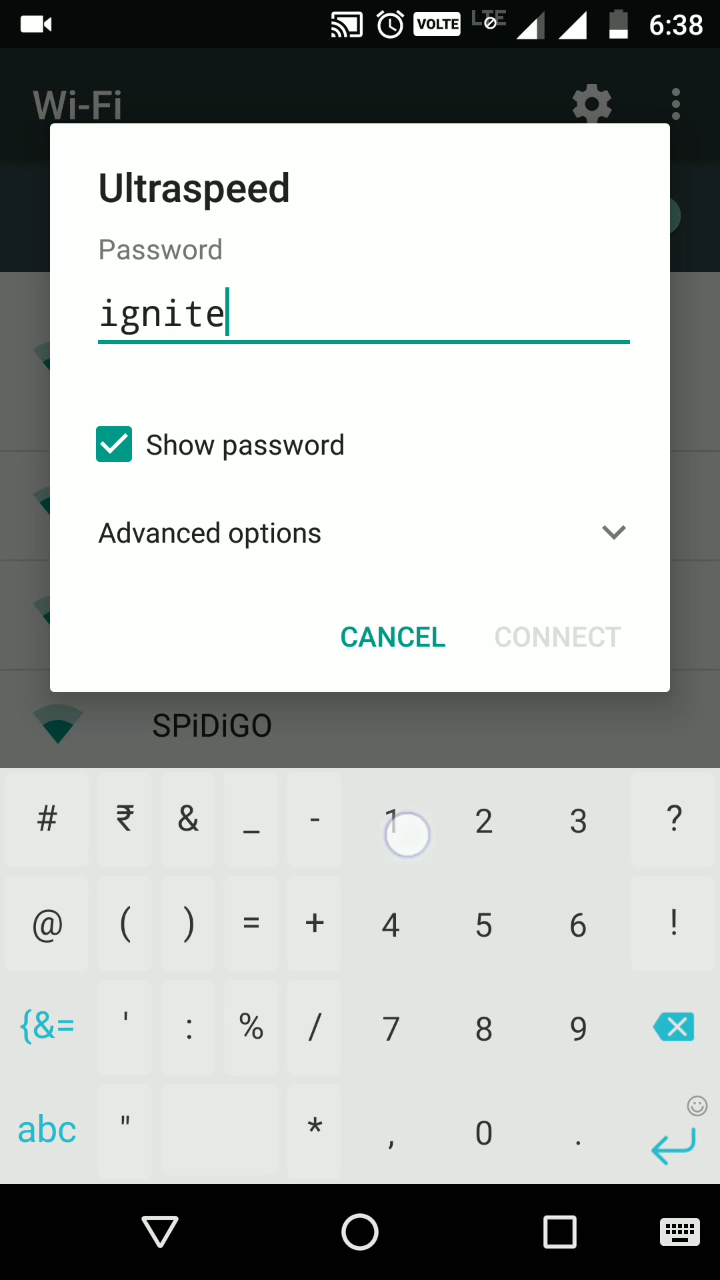 VOLTE LTE 6:38
Wi-Fi
Ultraspeed
Password
ignite
Show password
Advanced options
CANCEL CONNECT
SPiDiGO
# ₹ & _ - 1 2 3 ?
@ ( ) = + 4 5 6 !
{&= ' : % / 7 8 9
abc " * , 0 .